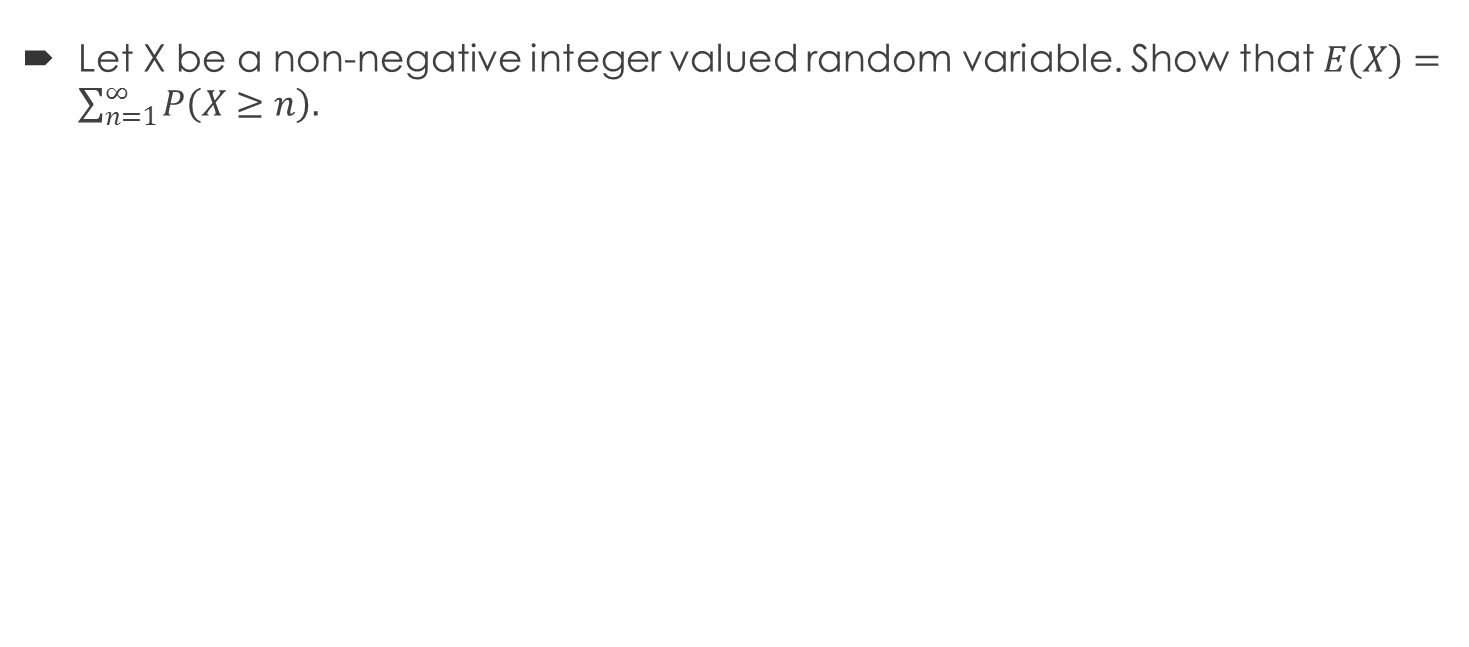 Let X be a non-negative integer valued random variable. Show that E(X) =
∑_{n=1}^{∞} P(X ≥ n).